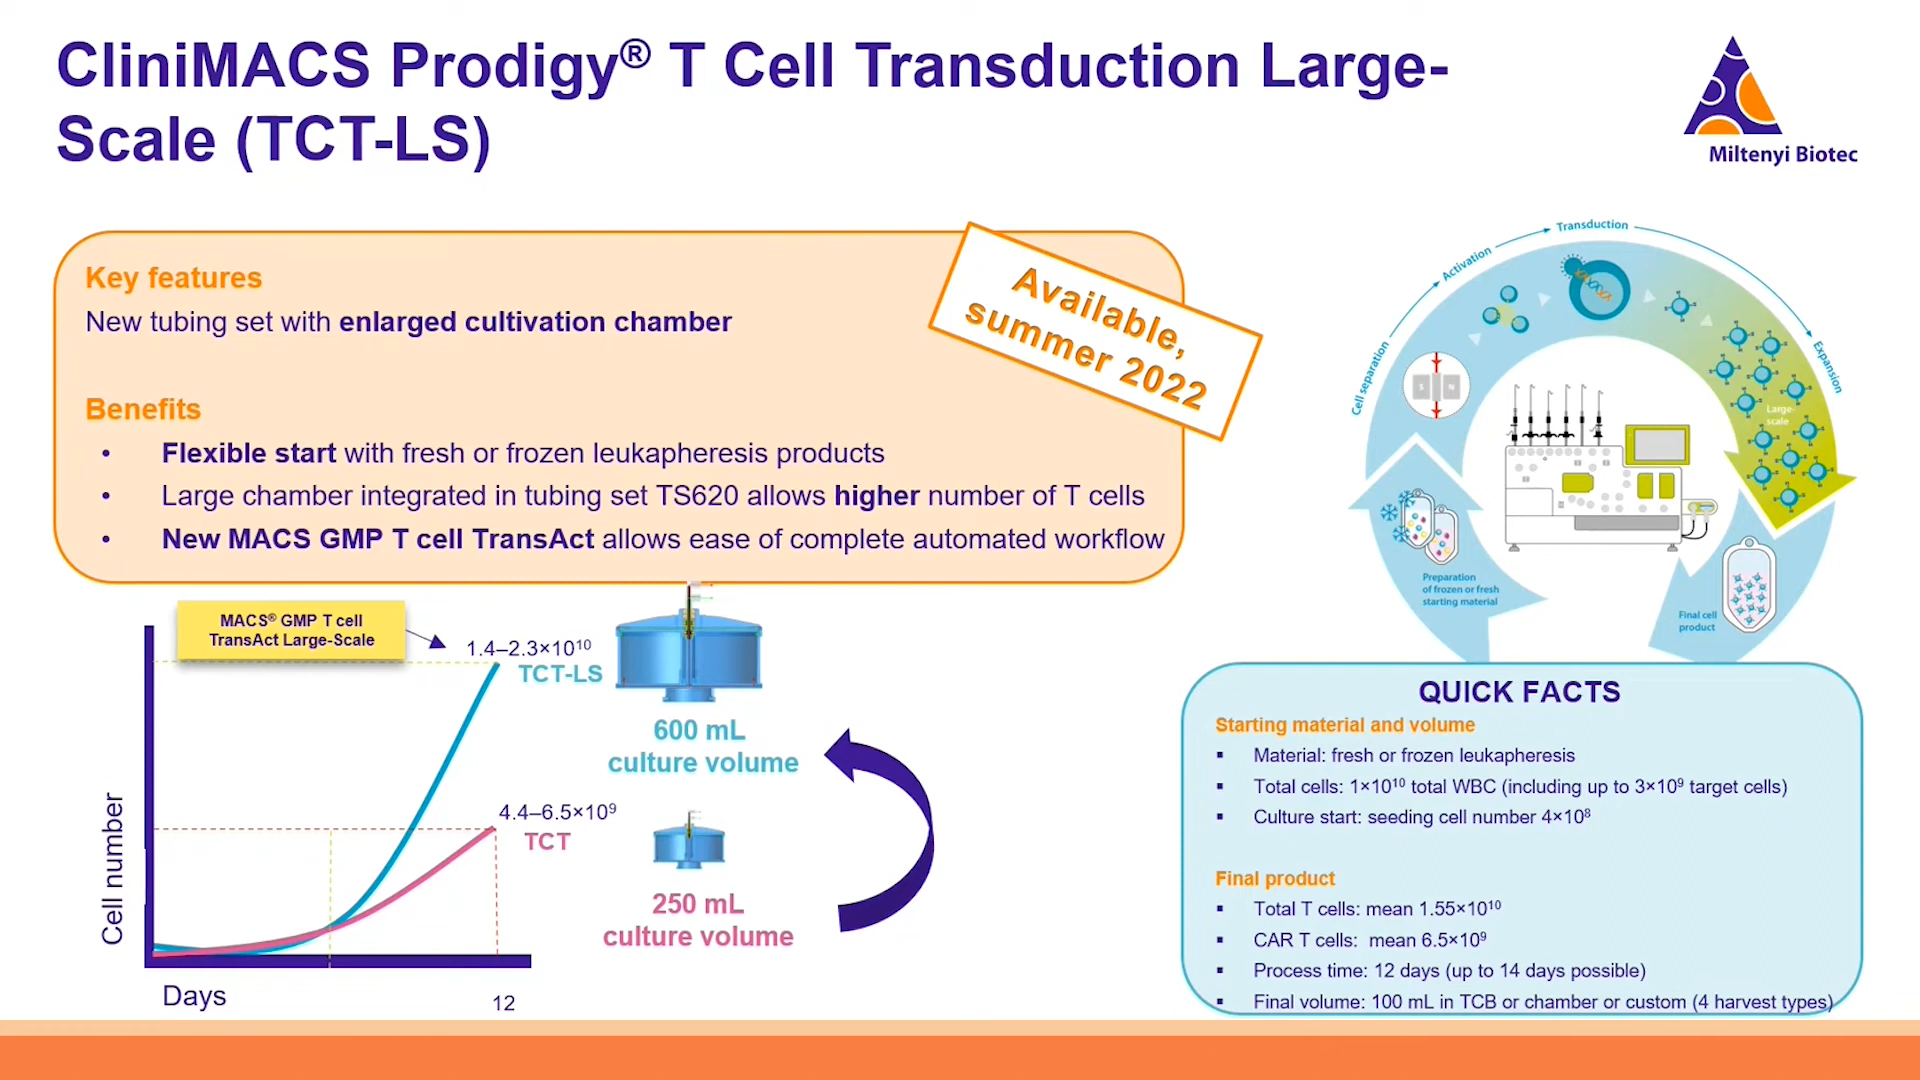 CliniMACS Prodigy® T Cell Transduction Large-
Scale (TCT-LS)
Miltenyi Biotec
Key features
New tubing set with enlarged cultivation chamber
Available,
summer 2022
Benefits
• Flexible start with fresh or frozen leukapheresis products
• Large chamber integrated in tubing set TS620 allows higher number of T cells
• New MACS GMP T cell TransAct allows ease of complete automated workflow
Cell separation
Activation
Transduction
Expansion
S N
Large-
scale
Preparation
of frozen or fresh
starting material
Final cell
product
MACS® GMP T cell
TransAct Large-Scale
1.4–2.3×10¹⁰
TCT-LS
600 mL
culture volume
4.4–6.5×10⁹
TCT
250 mL
culture volume
Cell number
Days
12
QUICK FACTS
Starting material and volume
▪ Material: fresh or frozen leukapheresis
▪ Total cells: 1×10¹⁰ total WBC (including up to 3×10⁹ target cells)
▪ Culture start: seeding cell number 4×10⁸
Final product
▪ Total T cells: mean 1.55×10¹⁰
▪ CAR T cells: mean 6.5×10⁹
▪ Process time: 12 days (up to 14 days possible)
▪ Final volume: 100 mL in TCB or chamber or custom (4 harvest types)